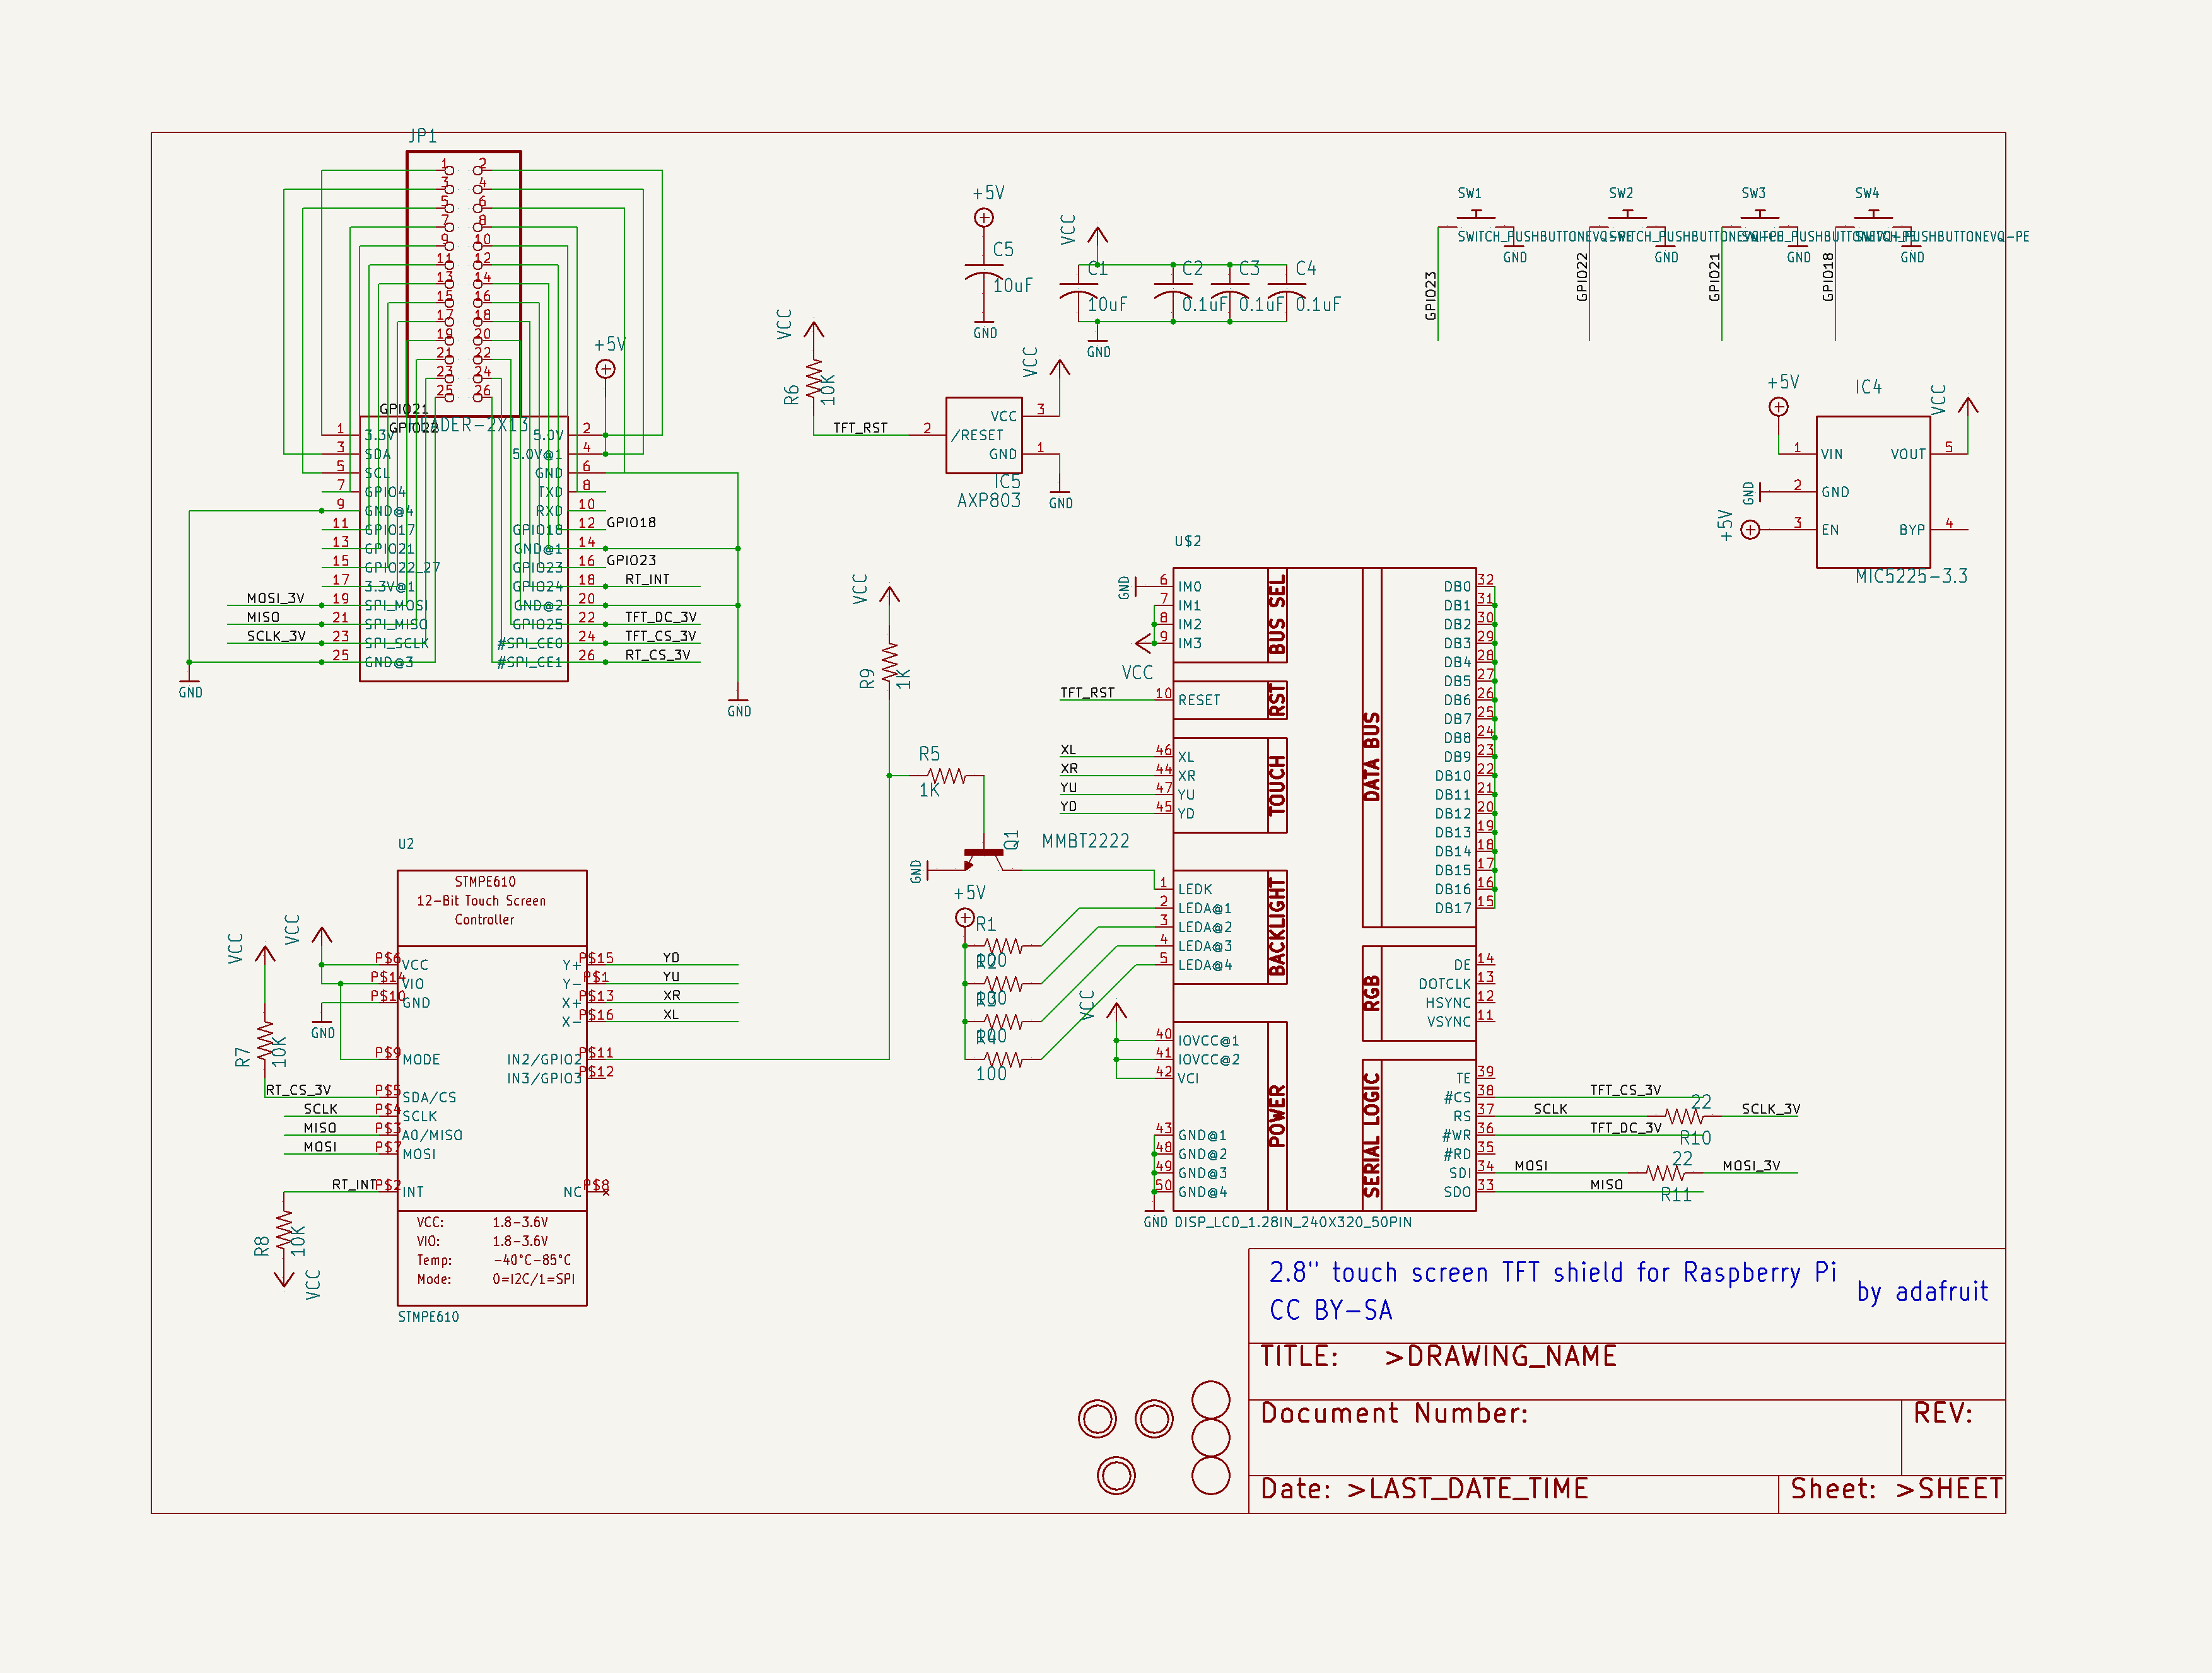 JP1
1 2
3 4
5 6
7 8
9 10
11 12
13 14
15 16
17 18
19 20
21 22
23 24
25 26
GPIO21
GPIO22
+5V
1 3.3V 5.0V 2
3 SDA 5.0V@1 4
5 SCL GND 6
7 GPIO4 TXD 8
9 GND@4 RXD 10
11 GPIO17 GPIO18 12 GPIO18
13 GPIO21 GND@1 14
15 GPIO22_27 GPIO23 16 GPIO23
17 3.3V@1 GPIO24 18 RT_INT
MOSI_3V 19 SPI_MOSI GND@2 20
MISO 21 SPI_MISO GPIO25 22 TFT_DC_3V
SCLK_3V 23 SPI_SCLK #SPI_CE0 24 TFT_CS_3V
25 GND@3 #SPI_CE1 26 RT_CS_3V
GND
GND
+5V
C5
10uF
GND
VCC
C1 C2 C3 C4
10uF 0.1uF 0.1uF 0.1uF
GND
VCC
R6
10K
TFT_RST
VCC
2 /RESET
VCC 3
GND 1
IC5
AXP803
GND
SW1 SW2 SW3 SW4
SWITCH_PUSHBUTTONEVQ-PE
GND GND GND GND
GPIO23 GPIO22 GPIO21 GPIO18
+5V
IC4
VCC
1 VIN VOUT 5
GND 2 GND
+5V 3 EN BYP 4
MIC5225-3.3
VCC
R9
1K
R5
1K
Q1
MMBT2222
GND
+5V
R1
R2
R3
R4
100
VCC
U$2
GND 6 IM0
7 IM1
8 IM2
9 IM3
VCC
BUS SEL
TFT_RST 10 RESET
RST
XL 46 XL
XR 44 XR
YU 47 YU
YD 45 YD
TOUCH
1 LEDK
2 LEDA@1
3 LEDA@2
4 LEDA@3
5 LEDA@4
BACKLIGHT
40 IOVCC@1
41 IOVCC@2
42 VCI
43 GND@1
48 GND@2
49 GND@3
50 GND@4
POWER
GND
DATA BUS
DB0 32
DB1 31
DB2 30
DB3 29
DB4 28
DB5 27
DB6 26
DB7 25
DB8 24
DB9 23
DB10 22
DB11 21
DB12 20
DB13 19
DB14 18
DB15 17
DB16 16
DB17 15
RGB
DE 14
DOTCLK 13
HSYNC 12
VSYNC 11
SERIAL LOGIC
TE 39
#CS 38 TFT_CS_3V
RS 37 SCLK 22 R10 SCLK_3V
#WR 36 TFT_DC_3V
#RD 35
SDI 34 MOSI 22 R11 MOSI_3V
SDO 33 MISO
DISP_LCD_1.28IN_240X320_50PIN
U2
STMPE610
12-Bit Touch Screen
Controller
VCC
VCC
P$6 VCC Y+ P$15 YD
P$14 VIO Y- P$1 YU
P$10 GND X+ P$13 XR
X- P$16 XL
GND
R7
10K
P$9 MODE IN2/GPIO2 P$11
IN3/GPIO3 P$12
RT_CS_3V P$5 SDA/CS
SCLK P$4 SCLK
MISO P$3 A0/MISO
MOSI P$7 MOSI
RT_INT P$2 INT NC P$8
R8
10K
VCC
VCC: 1.8-3.6V
VIO: 1.8-3.6V
Temp: -40°C-85°C
Mode: 0=I2C/1=SPI
STMPE610
2.8" touch screen TFT shield for Raspberry Pi
by adafruit
CC BY-SA
TITLE: >DRAWING_NAME
Document Number:
REV:
Date: >LAST_DATE_TIME
Sheet: >SHEET